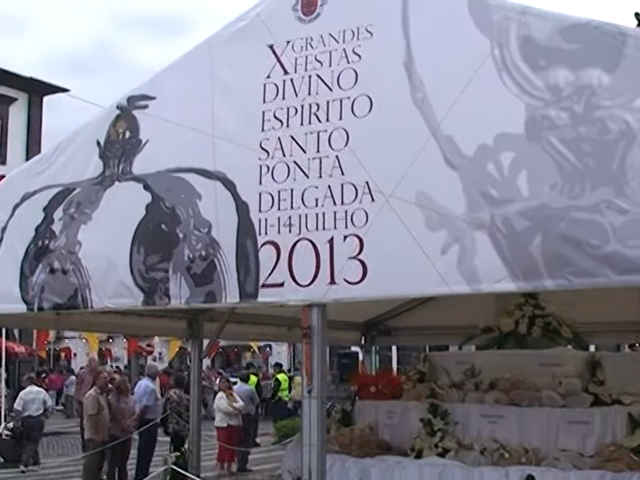 X GRANDES
FESTAS
DIVINO
ESPÍRITO
SANTO
PONTA
DELGADA
11-14 JULHO
2013